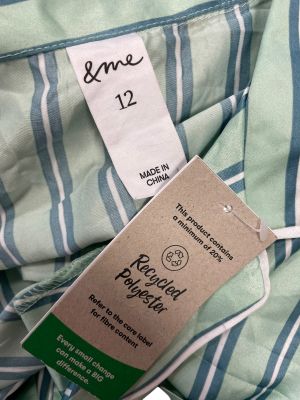 &me
12
MADE IN
CHINA
This product contains
a minimum of 20%
Recycled
Polyester
Refer to the care label
for fibre content
Every small change
can make a BIG
difference.